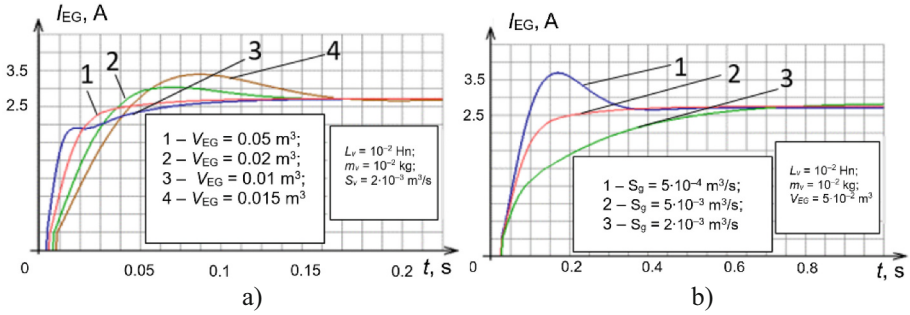 I_EG, A
3.5
2.5
1
2
3
4
1 – V_EG = 0.05 m³;
2 – V_EG = 0.02 m³;
3 – V_EG = 0.01 m³;
4 – V_EG = 0.015 m³
L_v = 10⁻² Hn;
m_v = 10⁻² kg;
S_v = 2·10⁻³ m³/s
0 0.05 0.1 0.15 0.2 t, s
a)
I_EG, A
3.5
2.5
1
2
3
1 – S_g = 5·10⁻⁴ m³/s;
2 – S_g = 5·10⁻³ m³/s;
3 – S_g = 2·10⁻³ m³/s
L_v = 10⁻² Hn;
m_v = 10⁻² kg;
V_EG = 5·10⁻² m³
0 0.2 0.4 0.6 0.8 t, s
b)